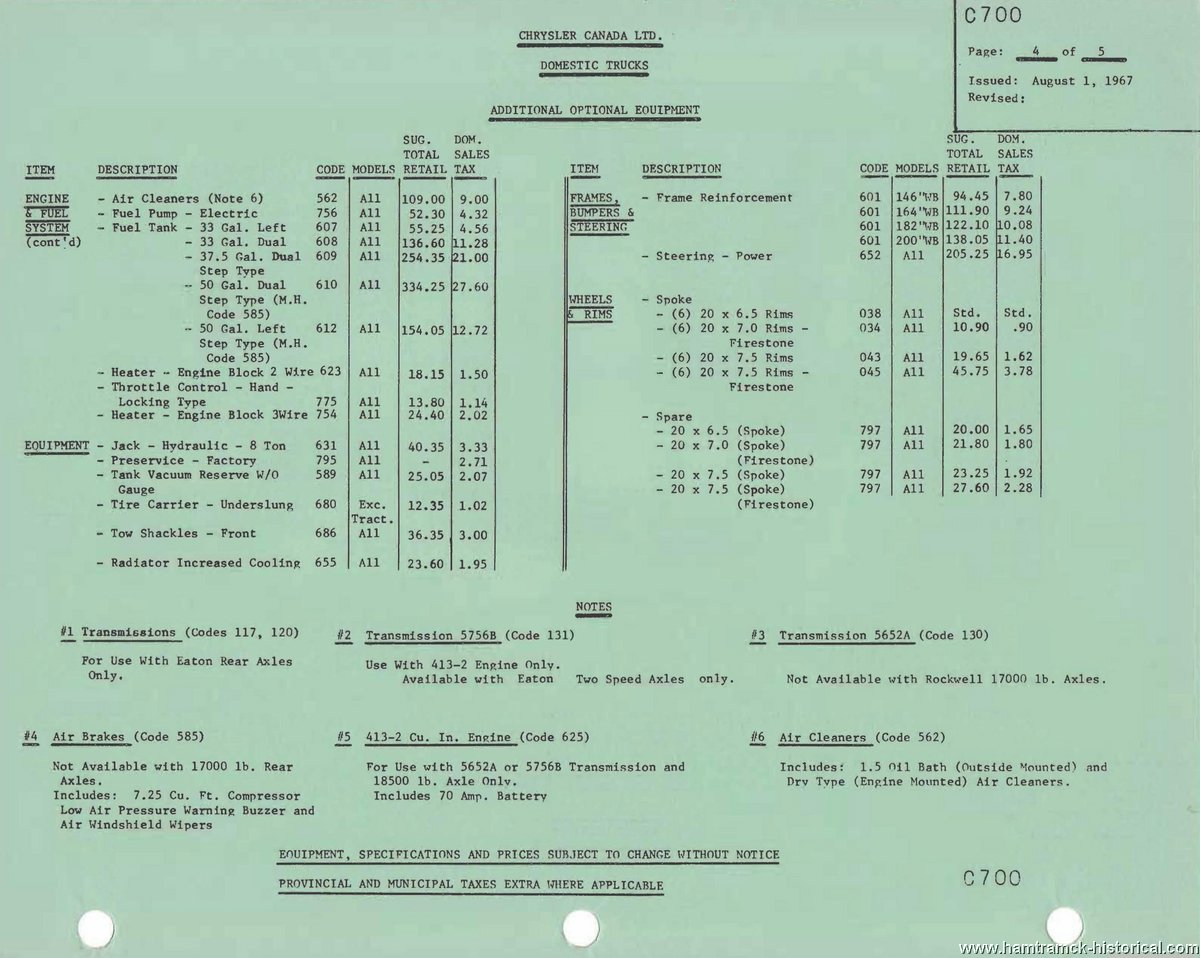 C700
Page: 4 of 5
Issued: August 1, 1967
Revised:
CHRYSLER CANADA LTD.
DOMESTIC TRUCKS
ADDITIONAL OPTIONAL EQUIPMENT
SUG. DOM.
TOTAL SALES
ITEM DESCRIPTION CODE MODELS RETAIL TAX
ENGINE - Air Cleaners (Note 6) 562 All 109.00 9.00
& FUEL - Fuel Pump - Electric 756 All 52.30 4.32
SYSTEM - Fuel Tank - 33 Gal. Left 607 All 55.25 4.56
(cont'd) - 33 Gal. Dual 608 All 136.60 11.28
- 37.5 Gal. Dual 609 All 254.35 21.00
Step Type
- 50 Gal. Dual 610 All 334.25 27.60
Step Type (M.H.
Code 585)
- 50 Gal. Left 612 All 154.05 12.72
Step Type (M.H.
Code 585)
- Heater - Engine Block 2 Wire 623 All 18.15 1.50
- Throttle Control - Hand -
Locking Type 775 All 13.80 1.14
- Heater - Engine Block 3Wire 754 All 24.40 2.02
EQUIPMENT - Jack - Hydraulic - 8 Ton 631 All 40.35 3.33
- Preservice - Factory 795 All - 2.71
- Tank Vacuum Reserve W/O 589 All 25.05 2.07
Gauge
- Tire Carrier - Underslung 680 Exc. 12.35 1.02
Tract.
- Tow Shackles - Front 686 All 36.35 3.00
- Radiator Increased Cooling 655 All 23.60 1.95
SUG. DOM.
TOTAL SALES
ITEM DESCRIPTION CODE MODELS RETAIL TAX
FRAMES, - Frame Reinforcement 601 146"WB 94.45 7.80
BUMPERS & 601 164"WB 111.90 9.24
STEERING 601 182"WB 122.10 10.08
601 200"WB 138.05 11.40
- Steering - Power 652 All 205.25 16.95
WHEELS - Spoke
& RIMS - (6) 20 x 6.5 Rims 038 All Std. Std.
- (6) 20 x 7.0 Rims - 034 All 10.90 .90
Firestone
- (6) 20 x 7.5 Rims 043 All 19.65 1.62
- (6) 20 x 7.5 Rims - 045 All 45.75 3.78
Firestone
- Spare
- 20 x 6.5 (Spoke) 797 All 20.00 1.65
- 20 x 7.0 (Spoke) 797 All 21.80 1.80
(Firestone)
- 20 x 7.5 (Spoke) 797 All 23.25 1.92
- 20 x 7.5 (Spoke) 797 All 27.60 2.28
(Firestone)
NOTES
#1 Transmissions (Codes 117, 120)
For Use With Eaton Rear Axles
Only.
#2 Transmission 5756B (Code 131)
Use With 413-2 Engine Only.
Available with Eaton Two Speed Axles only.
#3 Transmission 5652A (Code 130)
Not Available with Rockwell 17000 lb. Axles.
#4 Air Brakes (Code 585)
Not Available with 17000 lb. Rear
Axles.
Includes: 7.25 Cu. Ft. Compressor
Low Air Pressure Warning Buzzer and
Air Windshield Wipers
#5 413-2 Cu. In. Engine (Code 625)
For Use with 5652A or 5756B Transmission and
18500 lb. Axle Only.
Includes 70 Amp. Battery
#6 Air Cleaners (Code 562)
Includes: 1.5 Oil Bath (Outside Mounted) and
Dry Type (Engine Mounted) Air Cleaners.
EQUIPMENT, SPECIFICATIONS AND PRICES SUBJECT TO CHANGE WITHOUT NOTICE
PROVINCIAL AND MUNICIPAL TAXES EXTRA WHERE APPLICABLE
C700
www.hamtramck-historical.com